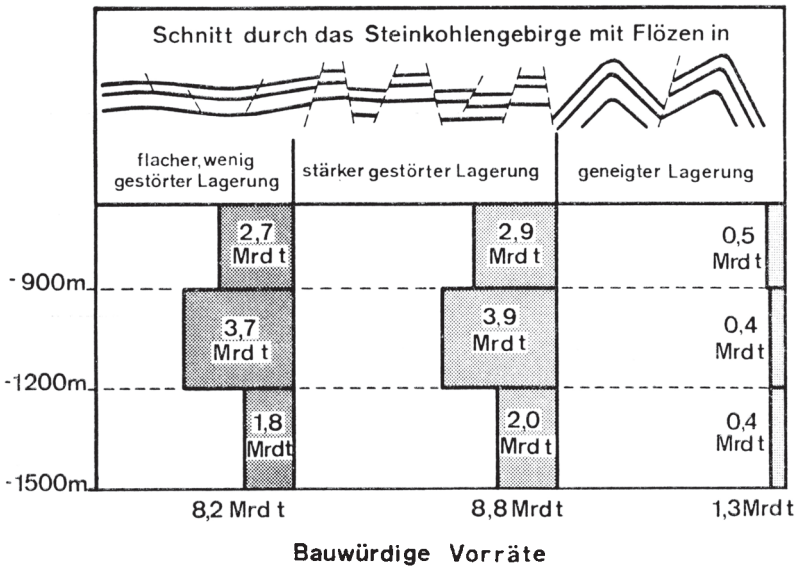 Schnitt durch das Steinkohlengebirge mit Flözen in
flacher, wenig
gestörter Lagerung
stärker gestörter Lagerung
geneigter Lagerung
2,7
Mrd t
2,9
Mrd t
0,5
Mrd t
-900m
3,7
Mrd t
3,9
Mrd t
0,4
Mrd t
-1200m
1,8
Mrdt
2,0
Mrd t
0,4
Mrd t
-1500m
8,2 Mrd t
8,8 Mrd t
1,3Mrd t
Bauwürdige Vorräte